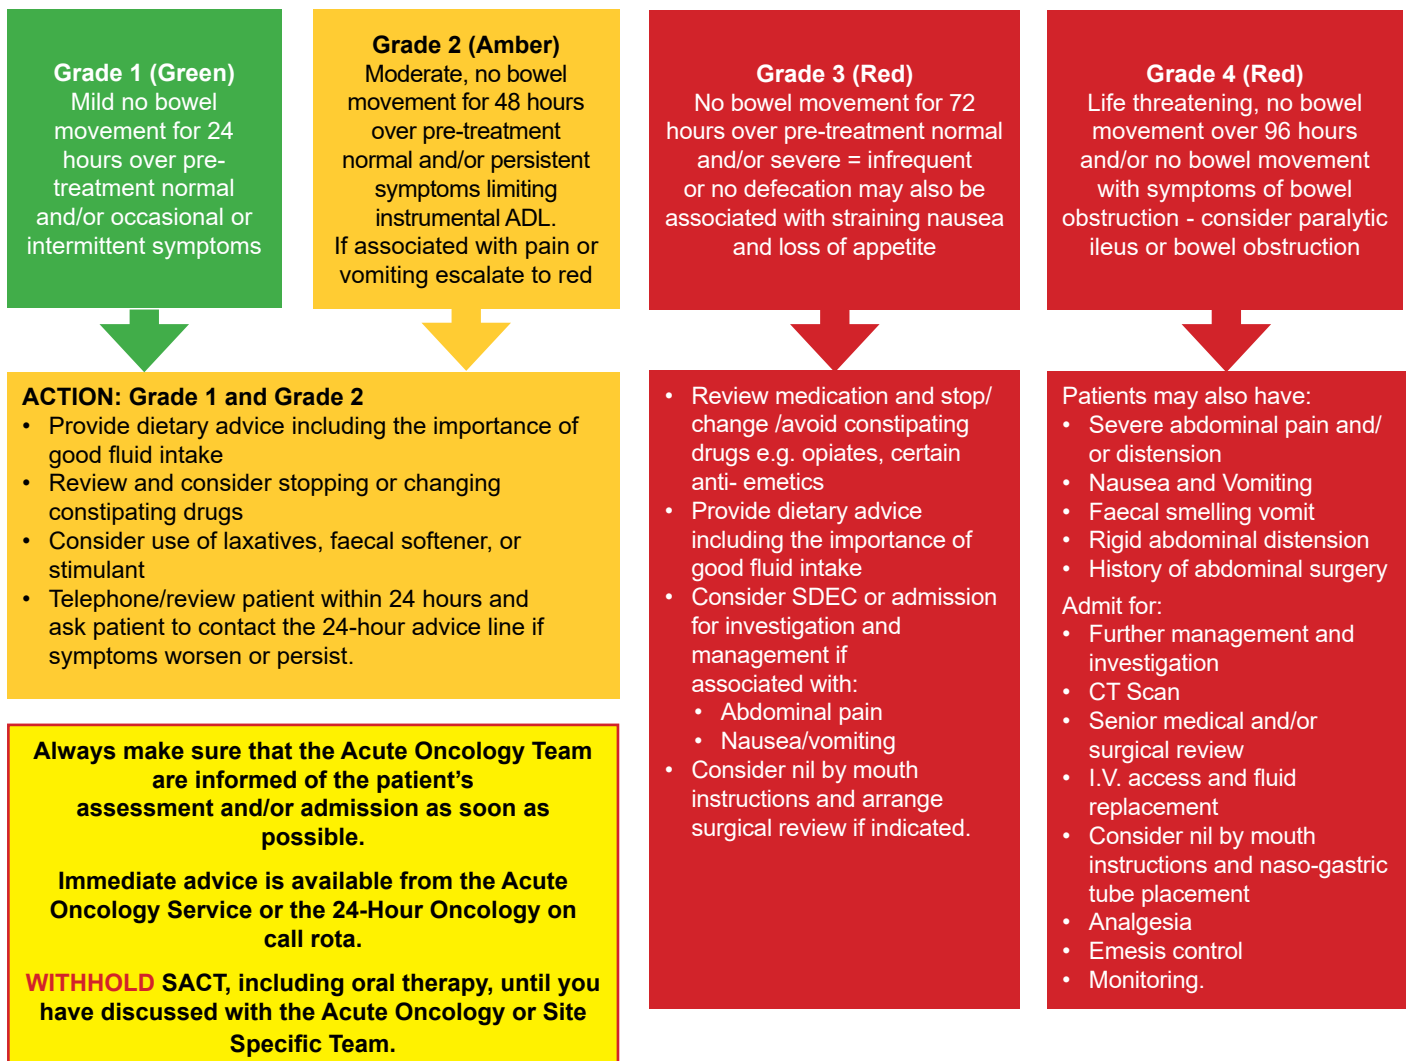 Grade 1 (Green)
Mild no bowel
movement for 24
hours over pre-
treatment normal
and/or occasional or
intermittent symptoms
Grade 2 (Amber)
Moderate, no bowel
movement for 48 hours
over pre-treatment
normal and/or persistent
symptoms limiting
instrumental ADL.
If associated with pain or
vomiting escalate to red
Grade 3 (Red)
No bowel movement for 72
hours over pre-treatment normal
and/or severe = infrequent
or no defecation may also be
associated with straining nausea
and loss of appetite
Grade 4 (Red)
Life threatening, no bowel
movement over 96 hours
and/or no bowel movement
with symptoms of bowel
obstruction - consider paralytic
ileus or bowel obstruction
ACTION: Grade 1 and Grade 2
• Provide dietary advice including the importance of
good fluid intake
• Review and consider stopping or changing
constipating drugs
• Consider use of laxatives, faecal softener, or
stimulant
• Telephone/review patient within 24 hours and
ask patient to contact the 24-hour advice line if
symptoms worsen or persist.
Always make sure that the Acute Oncology Team
are informed of the patient's
assessment and/or admission as soon as
possible.
Immediate advice is available from the Acute
Oncology Service or the 24-Hour Oncology on
call rota.
WITHHOLD SACT, including oral therapy, until you
have discussed with the Acute Oncology or Site
Specific Team.
• Review medication and stop/
change /avoid constipating
drugs e.g. opiates, certain
anti- emetics
• Provide dietary advice
including the importance of
good fluid intake
• Consider SDEC or admission
for investigation and
management if
associated with:
• Abdominal pain
• Nausea/vomiting
• Consider nil by mouth
instructions and arrange
surgical review if indicated.
Patients may also have:
• Severe abdominal pain and/
or distension
• Nausea and Vomiting
• Faecal smelling vomit
• Rigid abdominal distension
• History of abdominal surgery
Admit for:
• Further management and
investigation
• CT Scan
• Senior medical and/or
surgical review
• I.V. access and fluid
replacement
• Consider nil by mouth
instructions and naso-gastric
tube placement
• Analgesia
• Emesis control
• Monitoring.